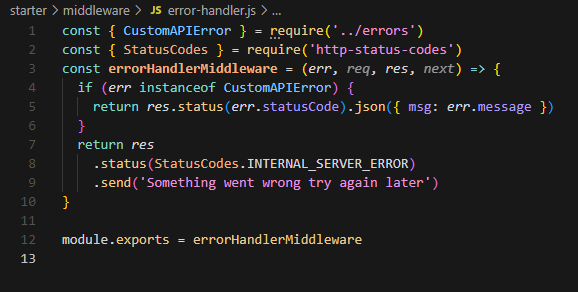 starter > middleware > JS error-handler.js > ...
1 const { CustomAPIError } = require('../errors')
2 const { StatusCodes } = require('http-status-codes')
3 const errorHandlerMiddleware = (err, req, res, next) => {
4   if (err instanceof CustomAPIError) {
5     return res.status(err.statusCode).json({ msg: err.message })
6   }
7   return res
8     .status(StatusCodes.INTERNAL_SERVER_ERROR)
9     .send('Something went wrong try again later')
10 }
11
12 module.exports = errorHandlerMiddleware
13